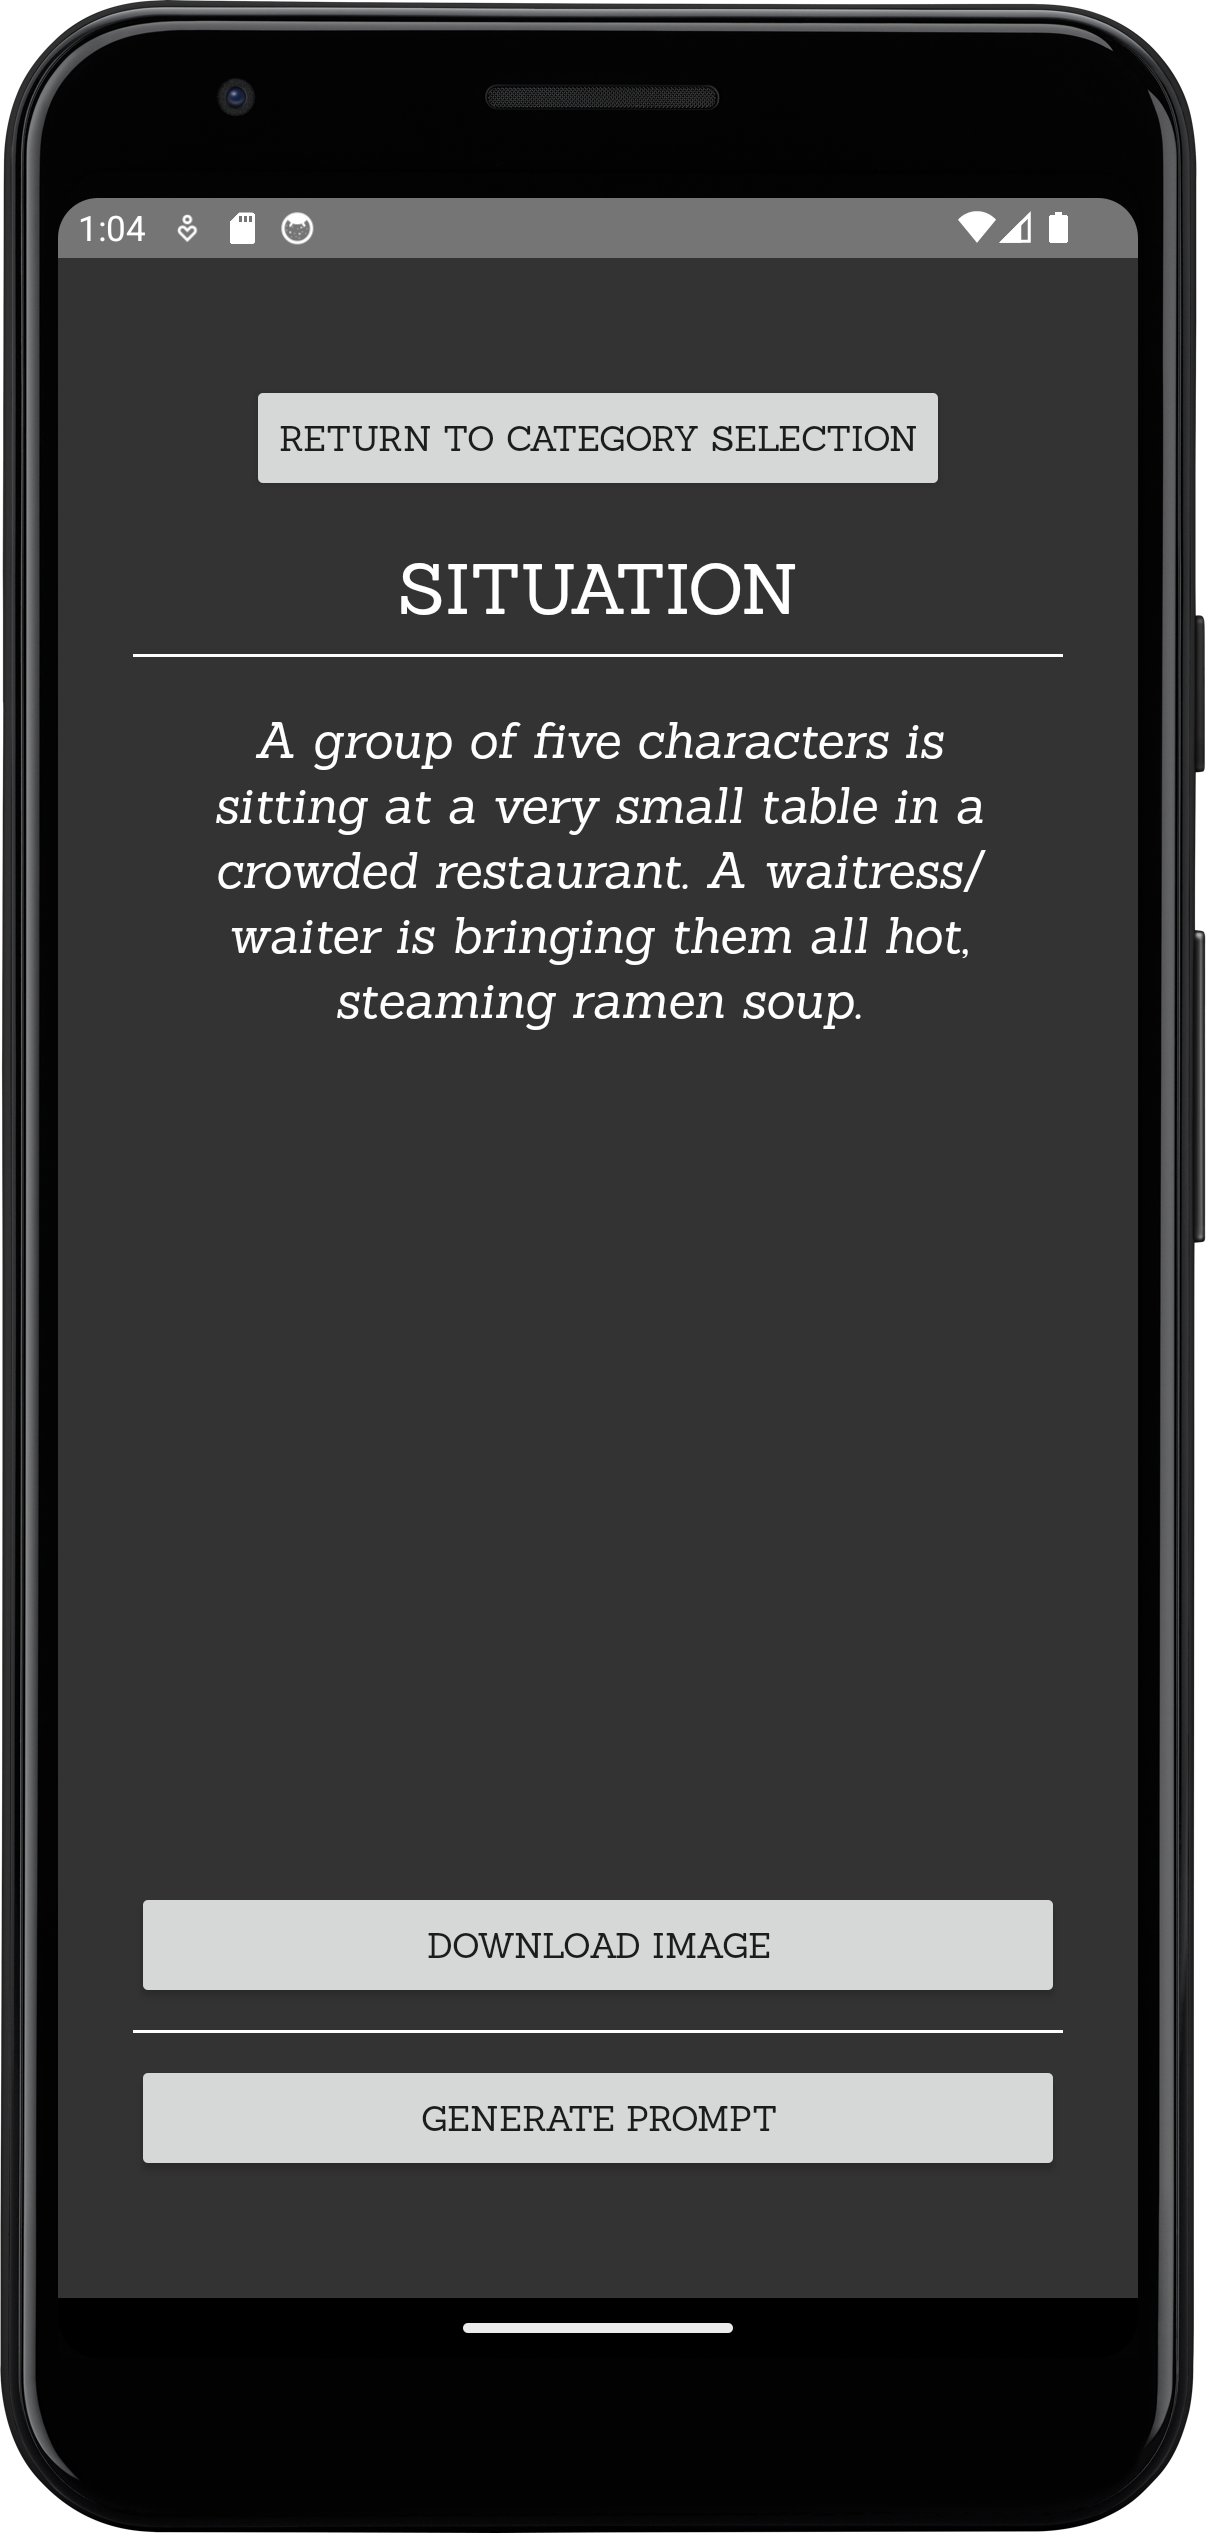 1:04
RETURN TO CATEGORY SELECTION
SITUATION
A group of five characters is
sitting at a very small table in a
crowded restaurant. A waitress/
waiter is bringing them all hot,
steaming ramen soup.
DOWNLOAD IMAGE
GENERATE PROMPT